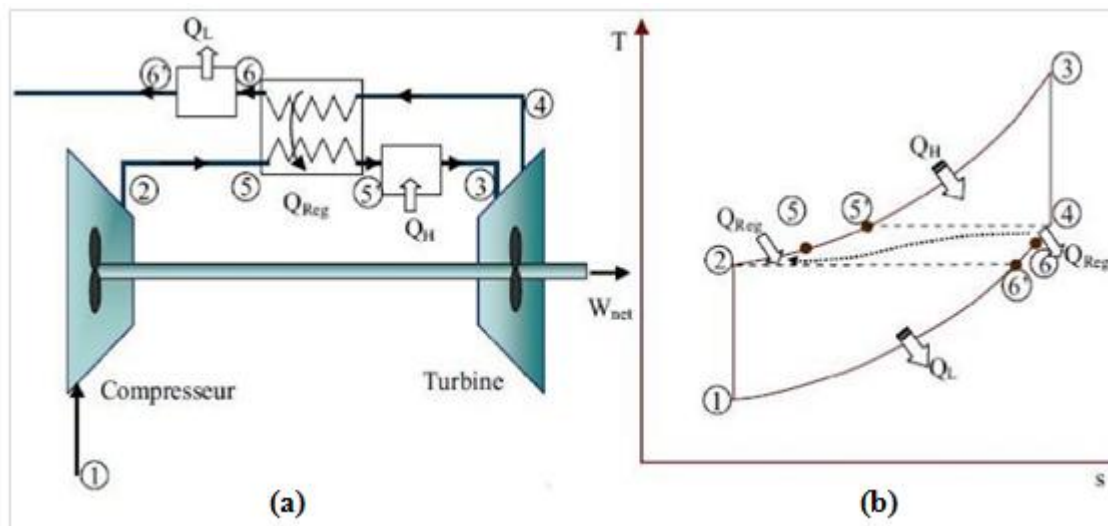 Q_L
6'
6
4
2
5
5'
3
Q_Reg
Q_H
W_net
Compresseur
Turbine
1
(a)
T
3
Q_H
5'
5
Q_Reg
4
2
6
Q_Reg
6'
Q_L
1
(b)
s